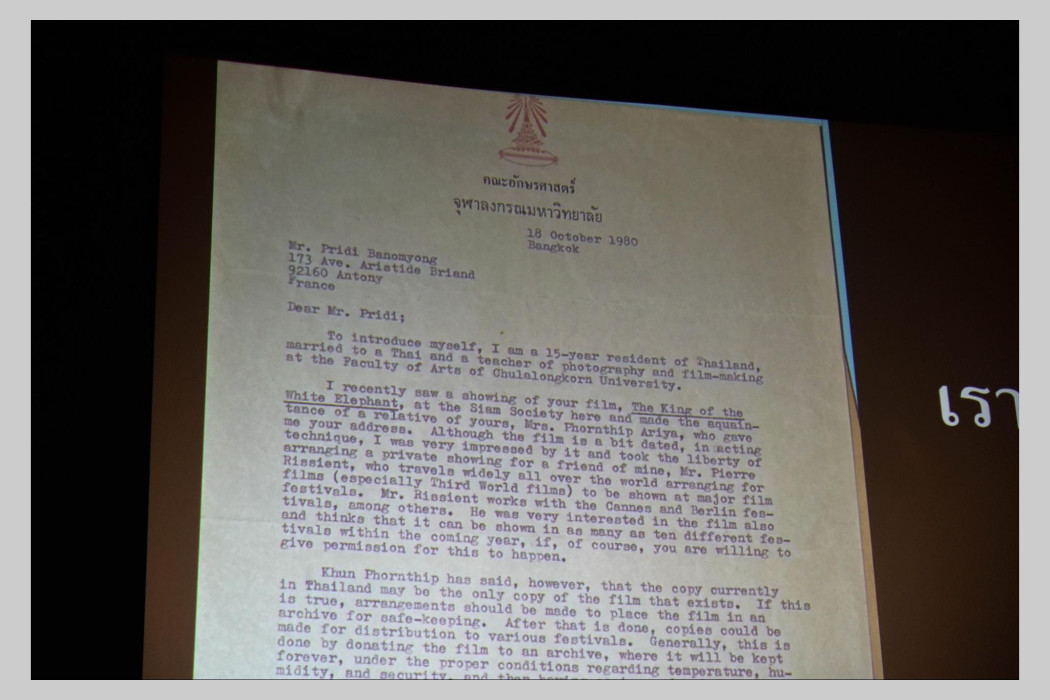 คณะอักษรศาสตร์
จุฬาลงกรณมหาวิทยาลัย
18 October 1980
Bangkok
Mr. Pridi Banomyong
173 Ave. Aristide Briand
92160 Antony
France
Dear Mr. Pridi;
To introduce myself, I am a 15-year resident of Thailand,
married to a Thai and a teacher of photography and film-making
at the Faculty of Arts of Chulalongkorn University.
I recently saw a showing of your film, The King of the
White Elephant, at the Siam Society here and made the aquain-
tance of a relative of yours, Mrs. Phornthip Ariya, who gave
me your address. Although the film is a bit dated, in acting
technique, I was very impressed by it and took the liberty of
arranging a private showing for a friend of mine, Mr. Pierre
Rissient, who travels widely all over the world arranging for
films (especially Third World films) to be shown at major film
festivals. Mr. Rissient works with the Cannes and Berlin fes-
tivals, among others. He was very interested in the film also
and thinks that it can be shown in as many as ten different fes-
tivals within the coming year, if, of course, you are willing to
give permission for this to happen.
Khun Phornthip has said, however, that the copy currently
in Thailand may be the only copy of the film that exists. If this
is true, arrangements should be made to place the film in an
archive for safe-keeping. After that is done, copies could be
made for distribution to various festivals. Generally, this is
done by donating the film to an archive, where it will be kept
forever, under the proper conditions regarding temperature, hu-
midity, and security, and then
เรา